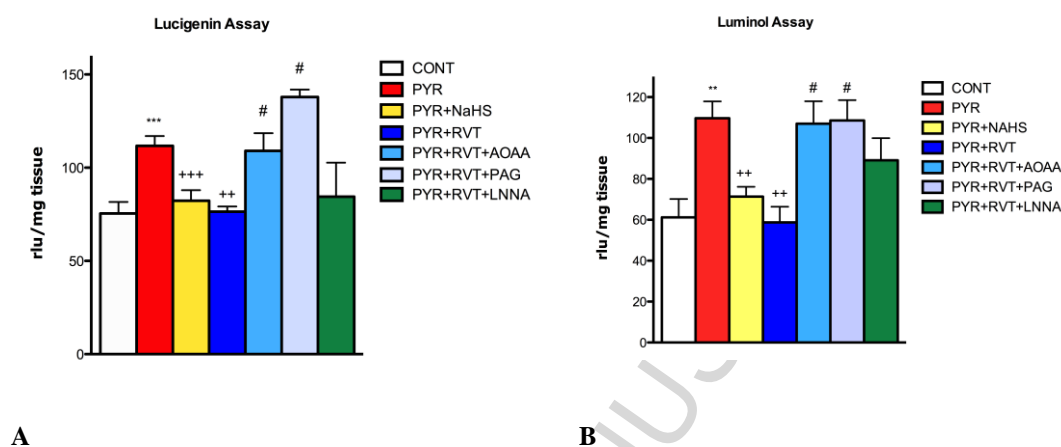 Lucigenin Assay
rlu/mg tissue
150
100
50
0
***
+++
++
#
#
CONT
PYR
PYR+NaHS
PYR+RVT
PYR+RVT+AOAA
PYR+RVT+PAG
PYR+RVT+LNNA
A
Luminol Assay
rlu/mg tissue
120
100
80
60
40
20
0
**
++
++
#
#
CONT
PYR
PYR+NAHS
PYR+RVT
PYR+RVT+AOAA
PYR+RVT+PAG
PYR+RVT+LNNA
B